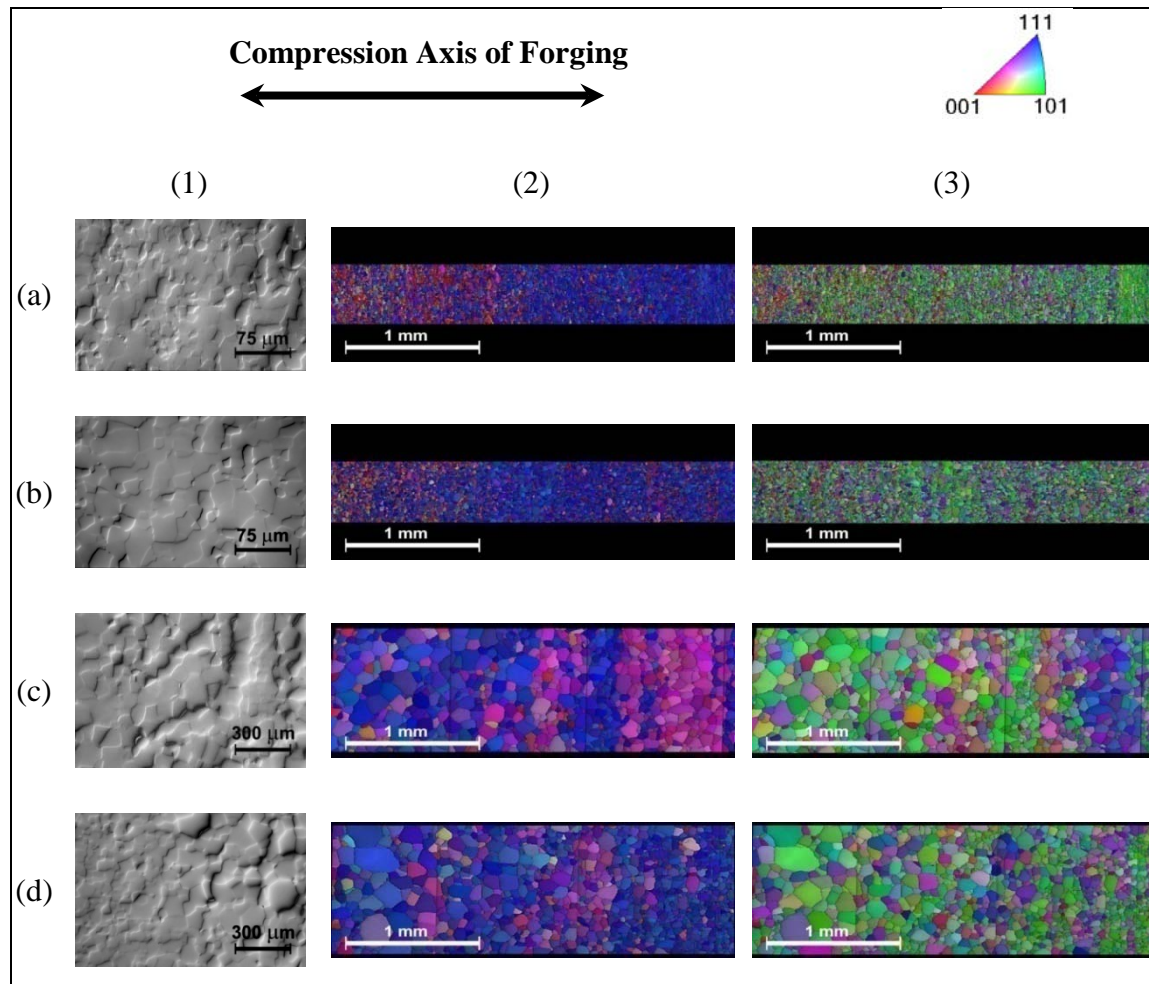 111
Compression Axis of Forging
001 101
(1) (2) (3)
(a) 75 μm 1 mm 1 mm
(b) 75 μm 1 mm 1 mm
(c) 300 μm 1 mm 1 mm
(d) 300 μm 1 mm 1 mm